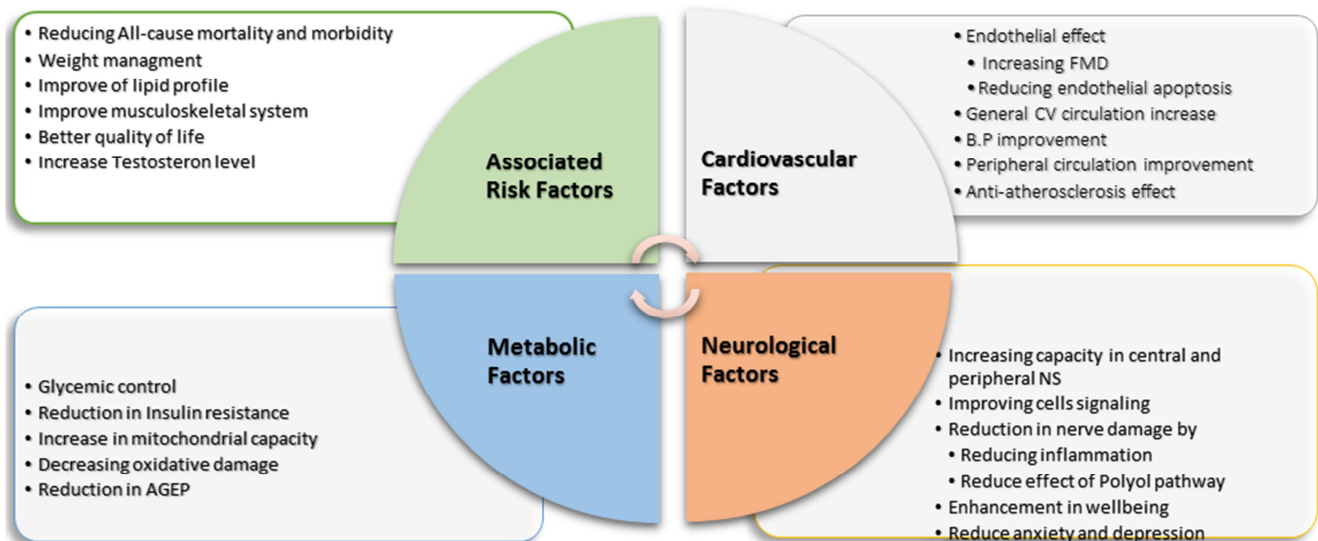 • Reducing All-cause mortality and morbidity
• Weight managment
• Improve of lipid profile
• Improve musculoskeletal system
• Better quality of life
• Increase Testosteron level
Associated
Risk Factors
Cardiovascular
Factors
• Endothelial effect
• Increasing FMD
• Reducing endothelial apoptosis
• General CV circulation increase
• B.P improvement
• Peripheral circulation improvement
• Anti-atherosclerosis effect
• Glycemic control
• Reduction in Insulin resistance
• Increase in mitochondrial capacity
• Decreasing oxidative damage
• Reduction in AGEP
Metabolic
Factors
Neurological
Factors
• Increasing capacity in central and
peripheral NS
• Improving cells signaling
• Reduction in nerve damage by
• Reducing inflammation
• Reduce effect of Polyol pathway
• Enhancement in wellbeing
• Reduce anxiety and depression